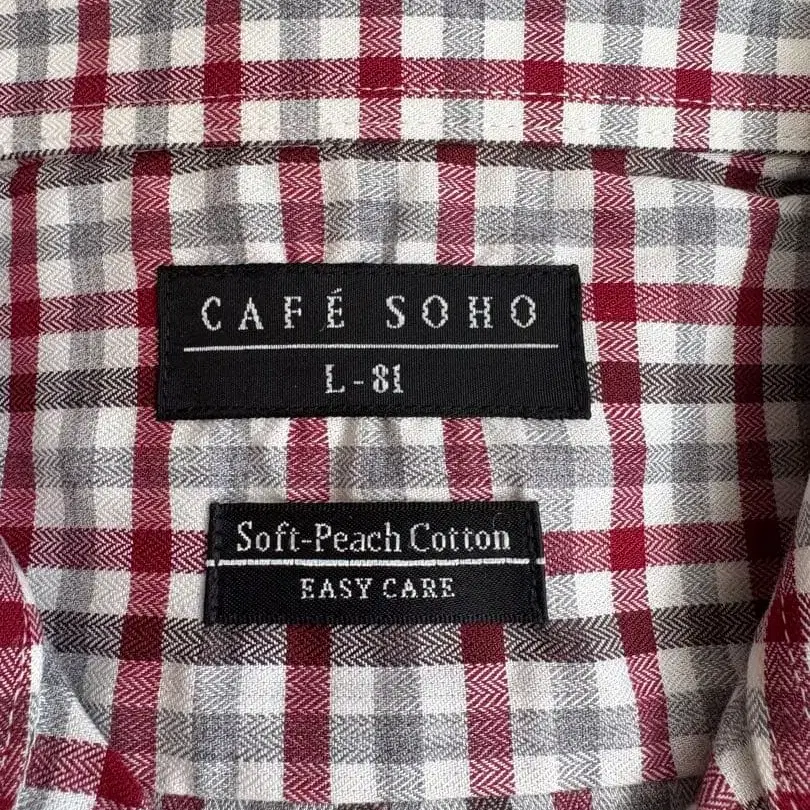 CAFÉ SOHO
L-81
Soft-Peach Cotton
EASY CARE